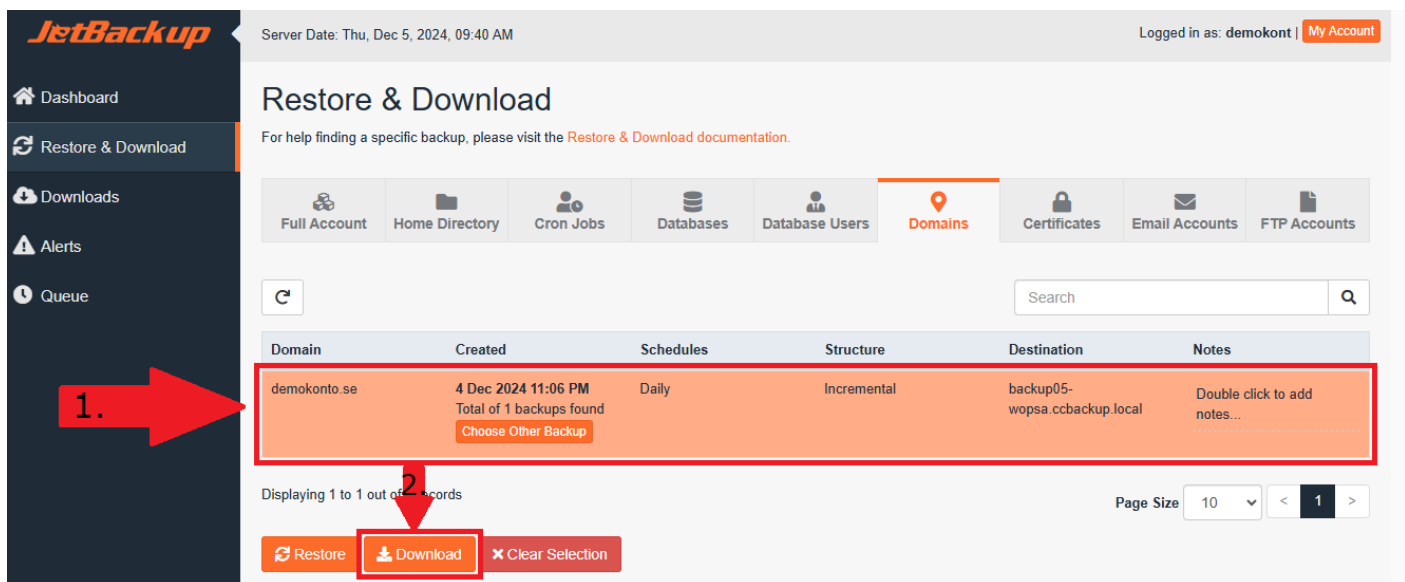 JetBackup
Server Date: Thu, Dec 5, 2024, 09:40 AM
Logged in as: demokont | My Account
Dashboard
Restore & Download
Downloads
Alerts
Queue
Restore & Download
For help finding a specific backup, please visit the Restore & Download documentation.
Full Account Home Directory Cron Jobs Databases Database Users Domains Certificates Email Accounts FTP Accounts
Search
Domain Created Schedules Structure Destination Notes
1.
demokonto.se
4 Dec 2024 11:06 PM
Total of 1 backups found
Choose Other Backup
Daily
Incremental
backup05-
wopsa.ccbackup.local
Double click to add
notes...
2.
Displaying 1 to 1 out of
Page Size 10 < 1 >
Restore Download Clear Selection